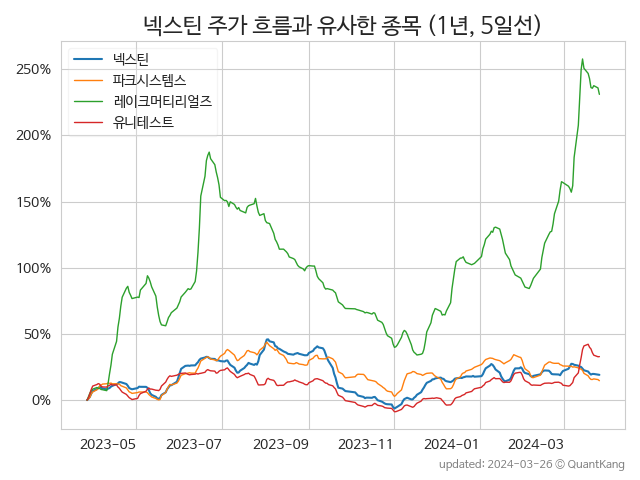 넥스틴 주가 흐름과 유사한 종목 (1년, 5일선)
넥스틴
파크시스템스
레이크머티리얼즈
유니테스트
250%
200%
150%
100%
50%
0%
2023-05 2023-07 2023-09 2023-11 2024-01 2024-03
updated: 2024-03-26 © QuantKang